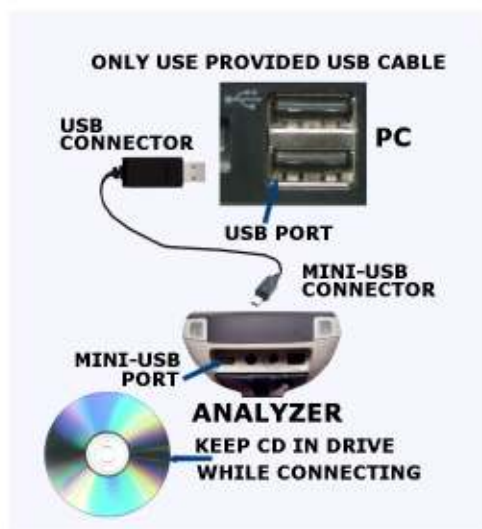 ONLY USE PROVIDED USB CABLE
USB
CONNECTOR
PC
USB PORT
MINI-USB
CONNECTOR
MINI-USB
PORT
ANALYZER
KEEP CD IN DRIVE
WHILE CONNECTING